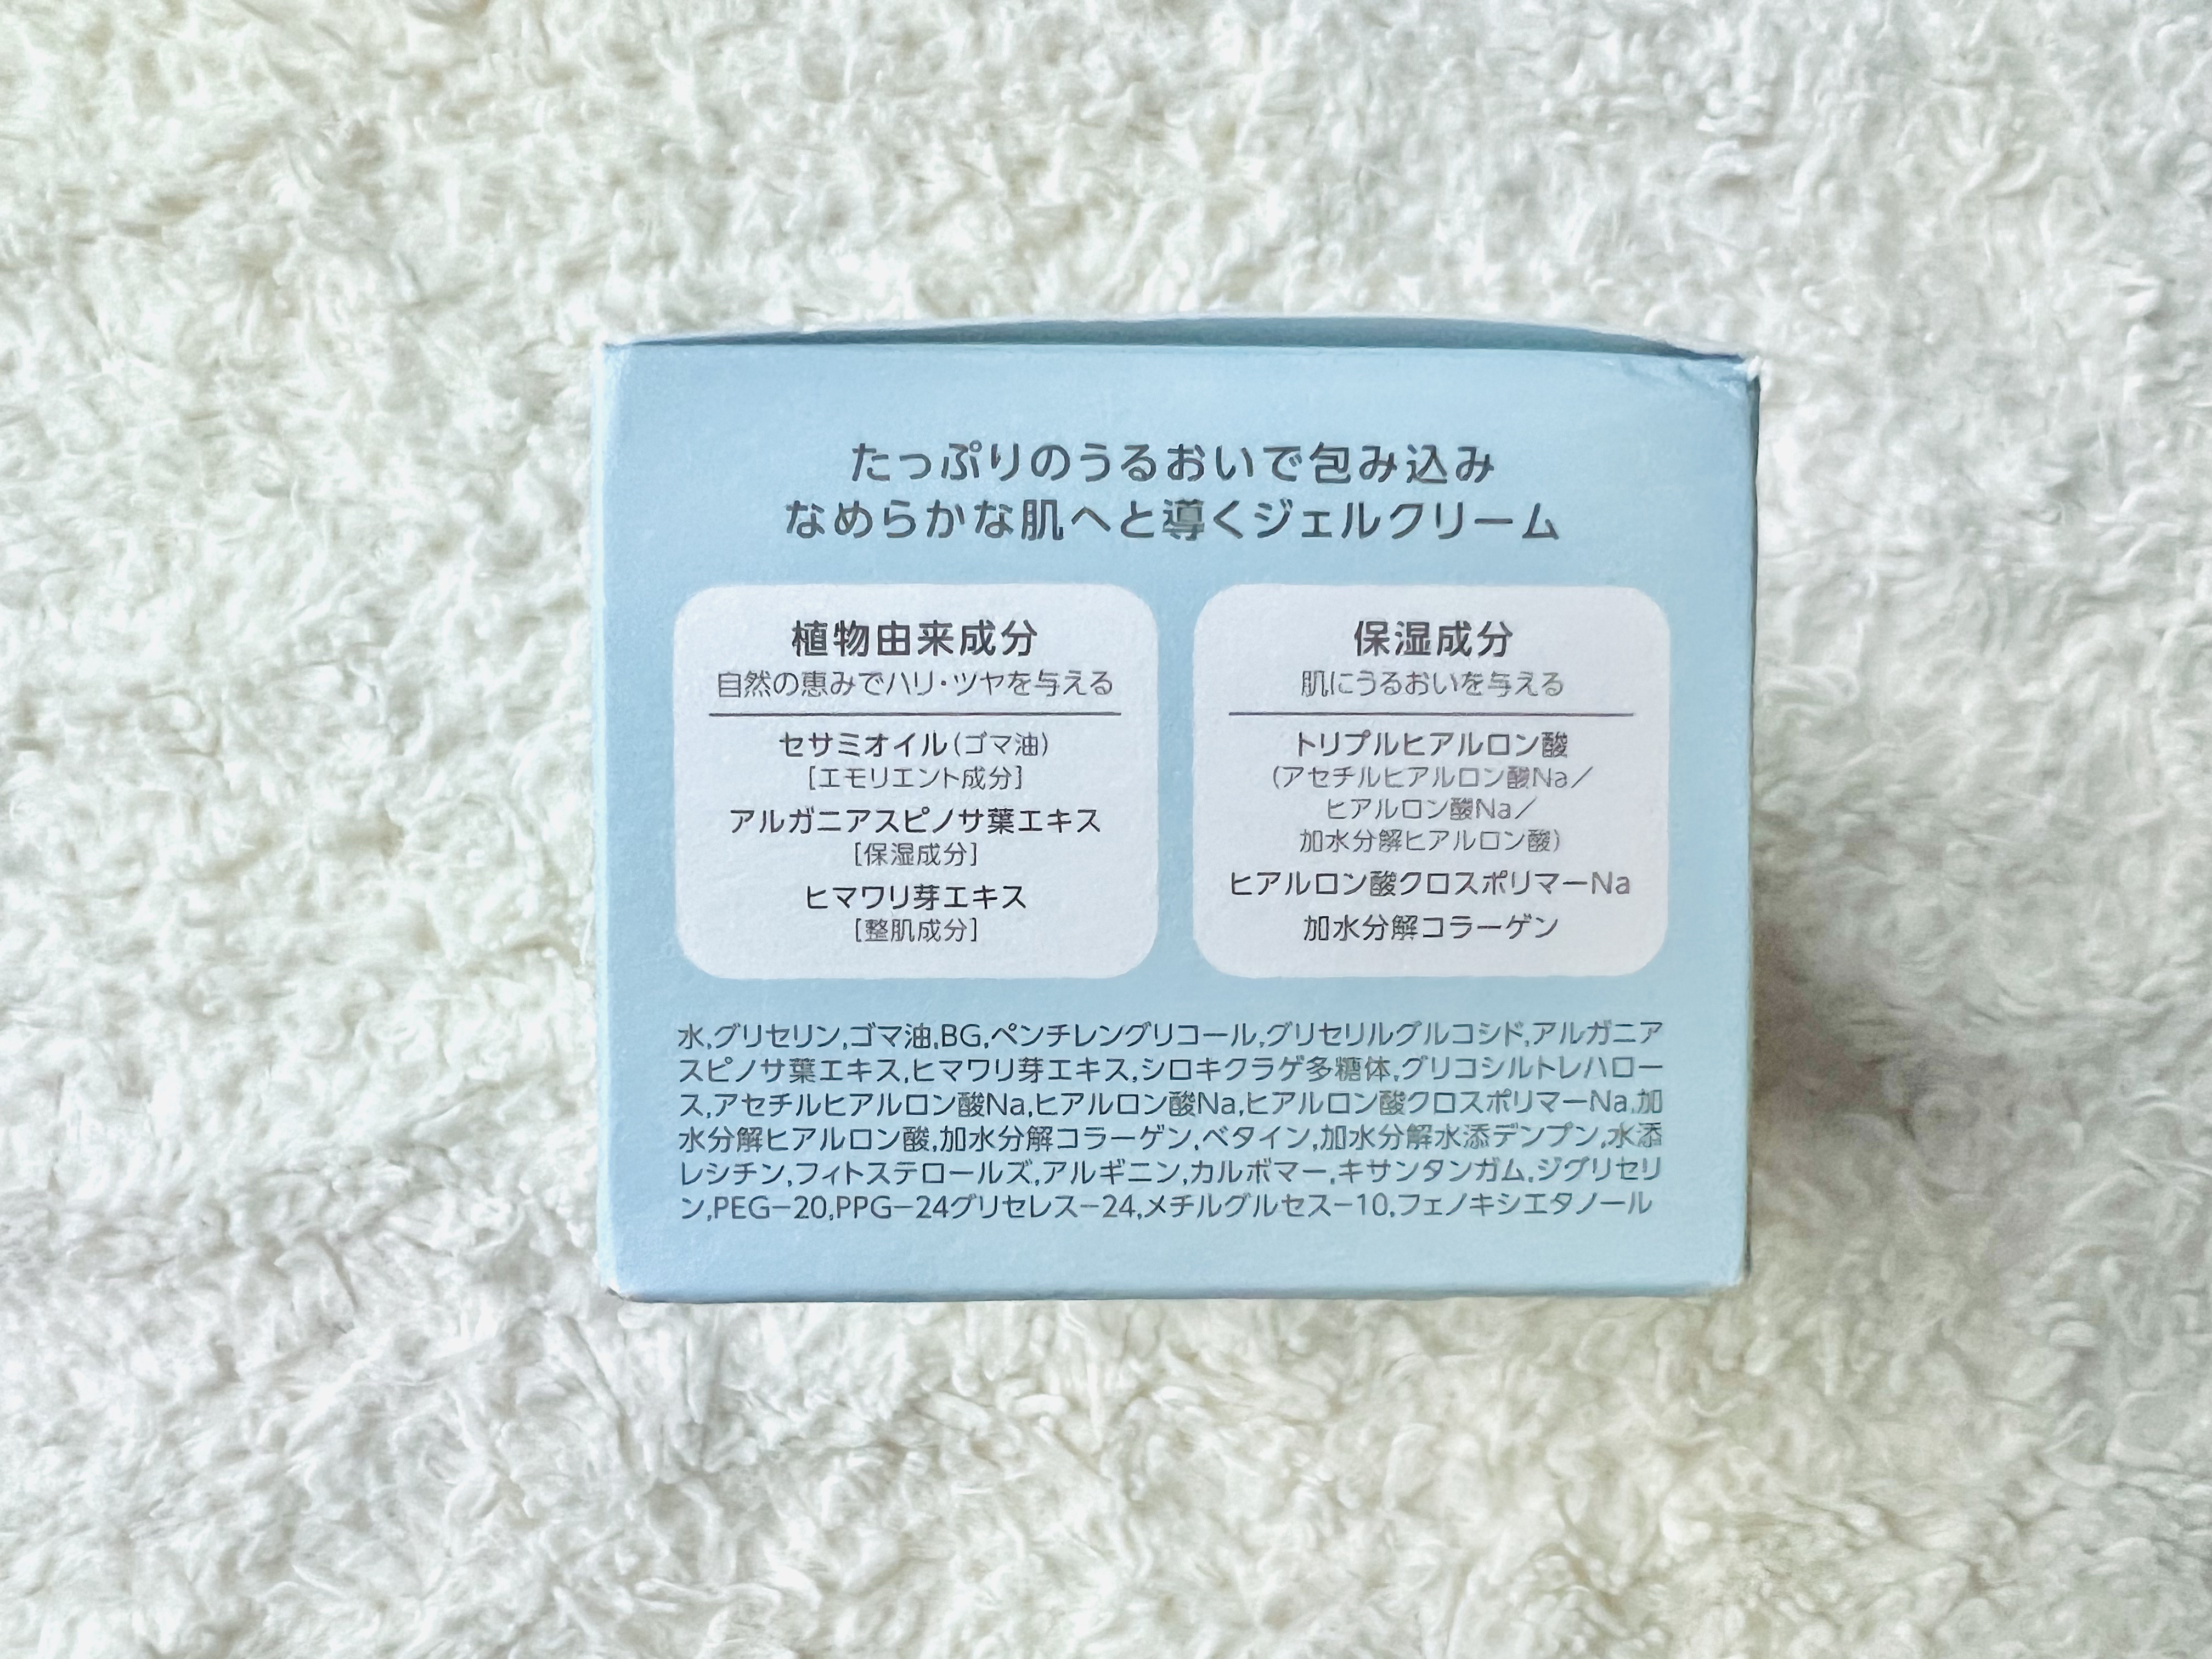 たっぷりのうるおいで包み込み
なめらかな肌へと導くジェルクリーム
植物由来成分
自然の恵みでハリ・ツヤを与える
セサミオイル(ゴマ油)
[エモリエント成分]
アルガニアスピノサ葉エキス
[保湿成分]
ヒマワリ芽エキス
[整肌成分]
保湿成分
肌にうるおいを与える
トリプルヒアルロン酸
(アセチルヒアルロン酸Na/
ヒアルロン酸Na/
加水分解ヒアルロン酸)
ヒアルロン酸クロスポリマーNa
加水分解コラーゲン
水,グリセリン,ゴマ油,BG,ペンチレングリコール,グリセリルグルコシド,アルガニア
スピノサ葉エキス,ヒマワリ芽エキス,シロキクラゲ多糖体,グリコシルトレハロー
ス,アセチルヒアルロン酸Na,ヒアルロン酸Na,ヒアルロン酸クロスポリマーNa,加
水分解ヒアルロン酸,加水分解コラーゲン,ベタイン,加水分解水添デンプン,水添
レシチン,フィトステロールズ,アルギニン,カルボマー,キサンタンガム,ジグリセリ
ン,PEG-20,PPG-24グリセレス-24,メチルグルセス-10,フェノキシエタノール